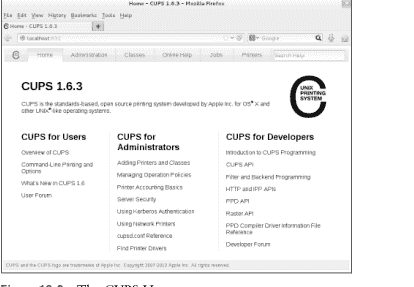 Home - CUPS 1.6.3 - Mozilla Firefox
File Edit View History Bookmarks Tools Help
Home - CUPS 1.6.3
localhost:631
Google
Home Administration Classes Online Help Jobs Printers Search Help
CUPS 1.6.3
CUPS is the standards-based, open source printing system developed by Apple Inc. for OS® X and
other UNIX®-like operating systems.
UNIX
PRINTING
SYSTEM
CUPS for Users
Overview of CUPS
Command-Line Printing and
Options
What's New in CUPS 1.6
User Forum
CUPS for
Administrators
Adding Printers and Classes
Managing Operation Policies
Printer Accounting Basics
Server Security
Using Kerberos Authentication
Using Network Printers
cupsd.conf Reference
Find Printer Drivers
CUPS for Developers
Introduction to CUPS Programming
CUPS API
Filter and Backend Programming
HTTP and IPP APIs
PPD API
Raster API
PPD Compiler Driver Information File
Reference
Developer Forum
CUPS and the CUPS logo are trademarks of Apple Inc. Copyright 2007-2012 Apple Inc. All rights reserved.
The CUPS